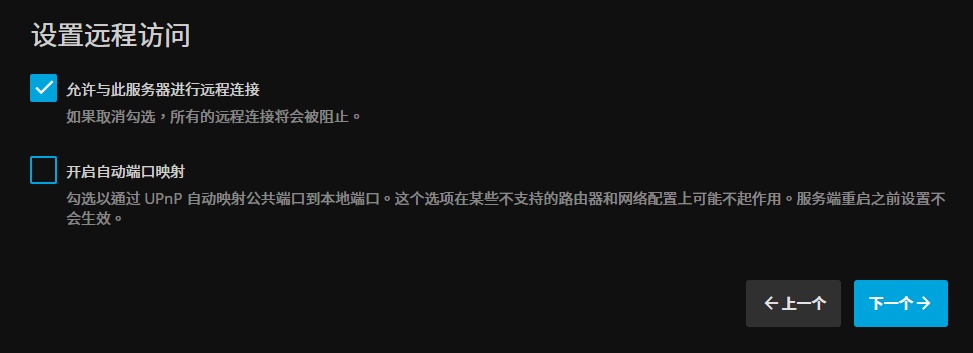 设置远程访问
允许与此服务器进行远程连接
如果取消勾选，所有的远程连接将会被阻止。
开启自动端口映射
勾选以通过 UPnP 自动映射公共端口到本地端口。这个选项在某些不支持的路由器和网络配置上可能不起作用。服务端重启之前设置不
会生效。
上一个
下一个